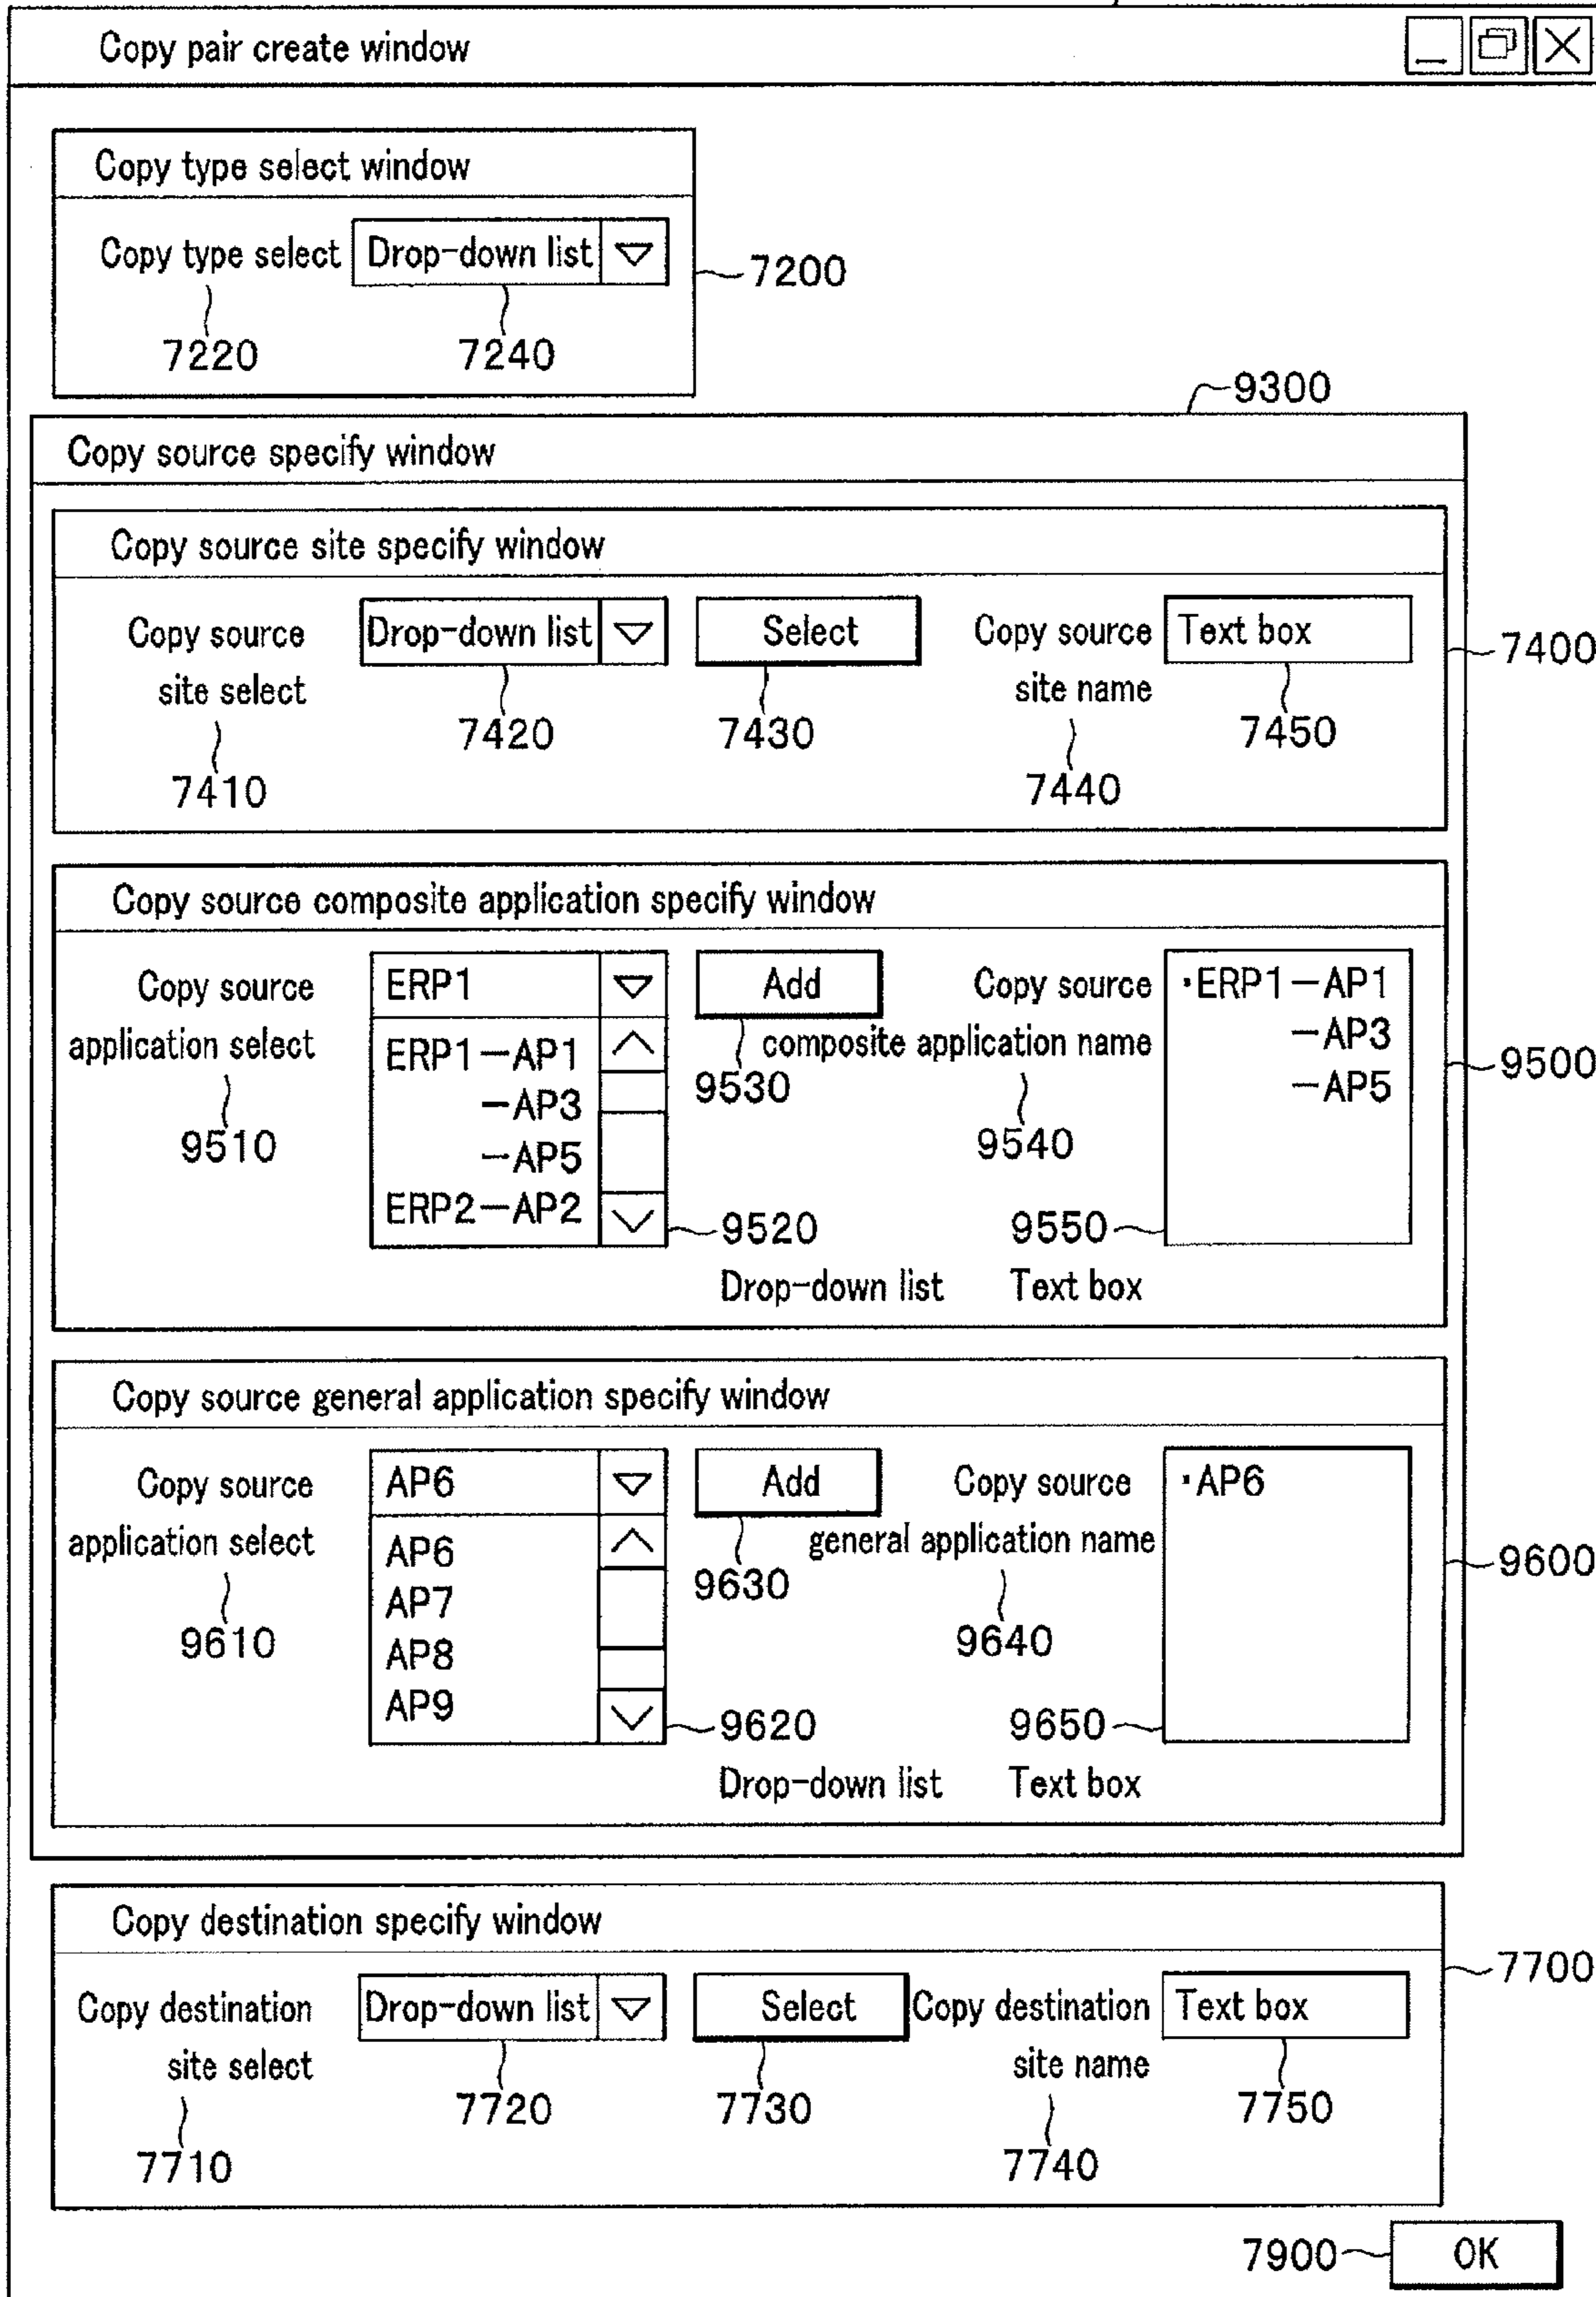 Copy pair create window
Copy type select window
Copy type select Drop-down list
7200
7220 7240
9300
Copy source specify window
Copy source site specify window
Copy source Drop-down list Select Copy source Text box
site select site name
7400
7420 7430 7450
7410 7440
Copy source composite application specify window
Copy source ERP1 Add Copy source ·ERP1-AP1
application select ERP1-AP1 composite application name -AP3
-AP3 9530 -AP5 9500
9510 -AP5 9540
ERP2-AP2 9520 9550
Drop-down list Text box
Copy source general application specify window
Copy source AP6 Add Copy source ·AP6
application select AP6 general application name 9600
AP7 9630
9610 AP8 9640
AP9 9620 9650
Drop-down list Text box
Copy destination specify window
7700
Copy destination Drop-down list Select Copy destination Text box
site select site name
7720 7730 7750
7710 7740
7900 OK